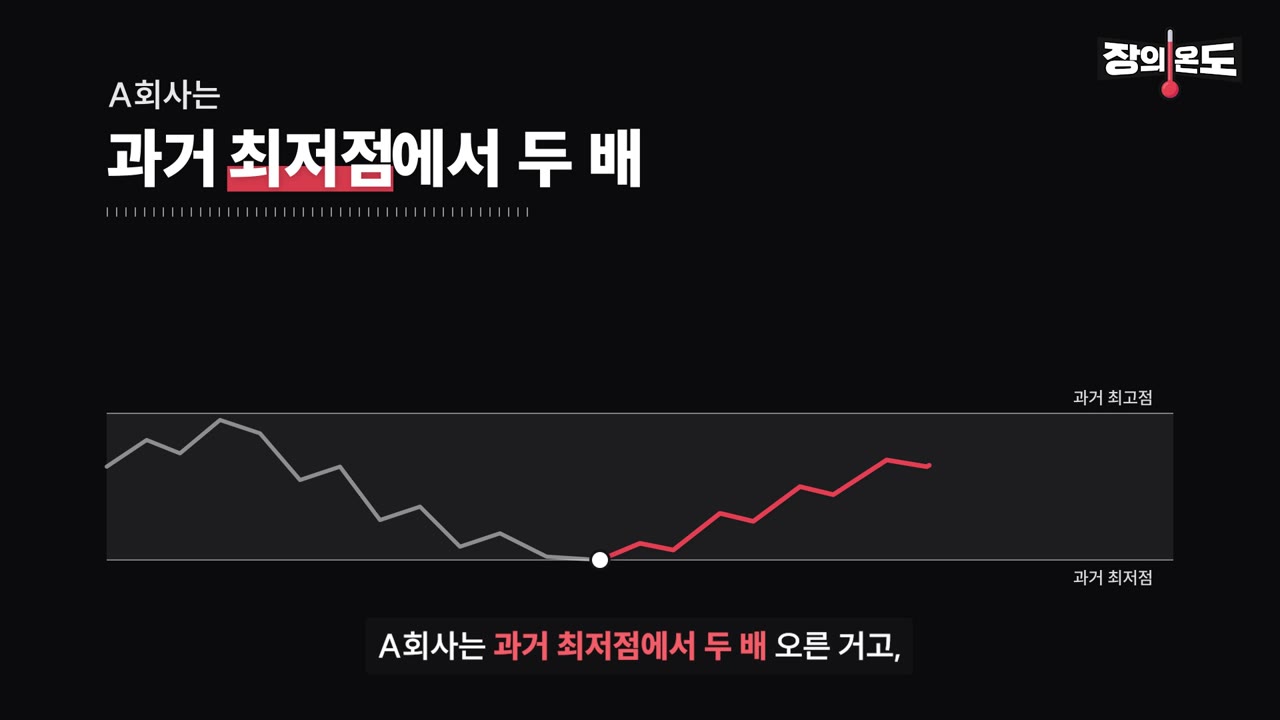 장의 온도
A회사는
과거 최저점에서 두 배
과거 최고점
과거 최저점
A회사는 과거 최저점에서 두 배 오른 거고,